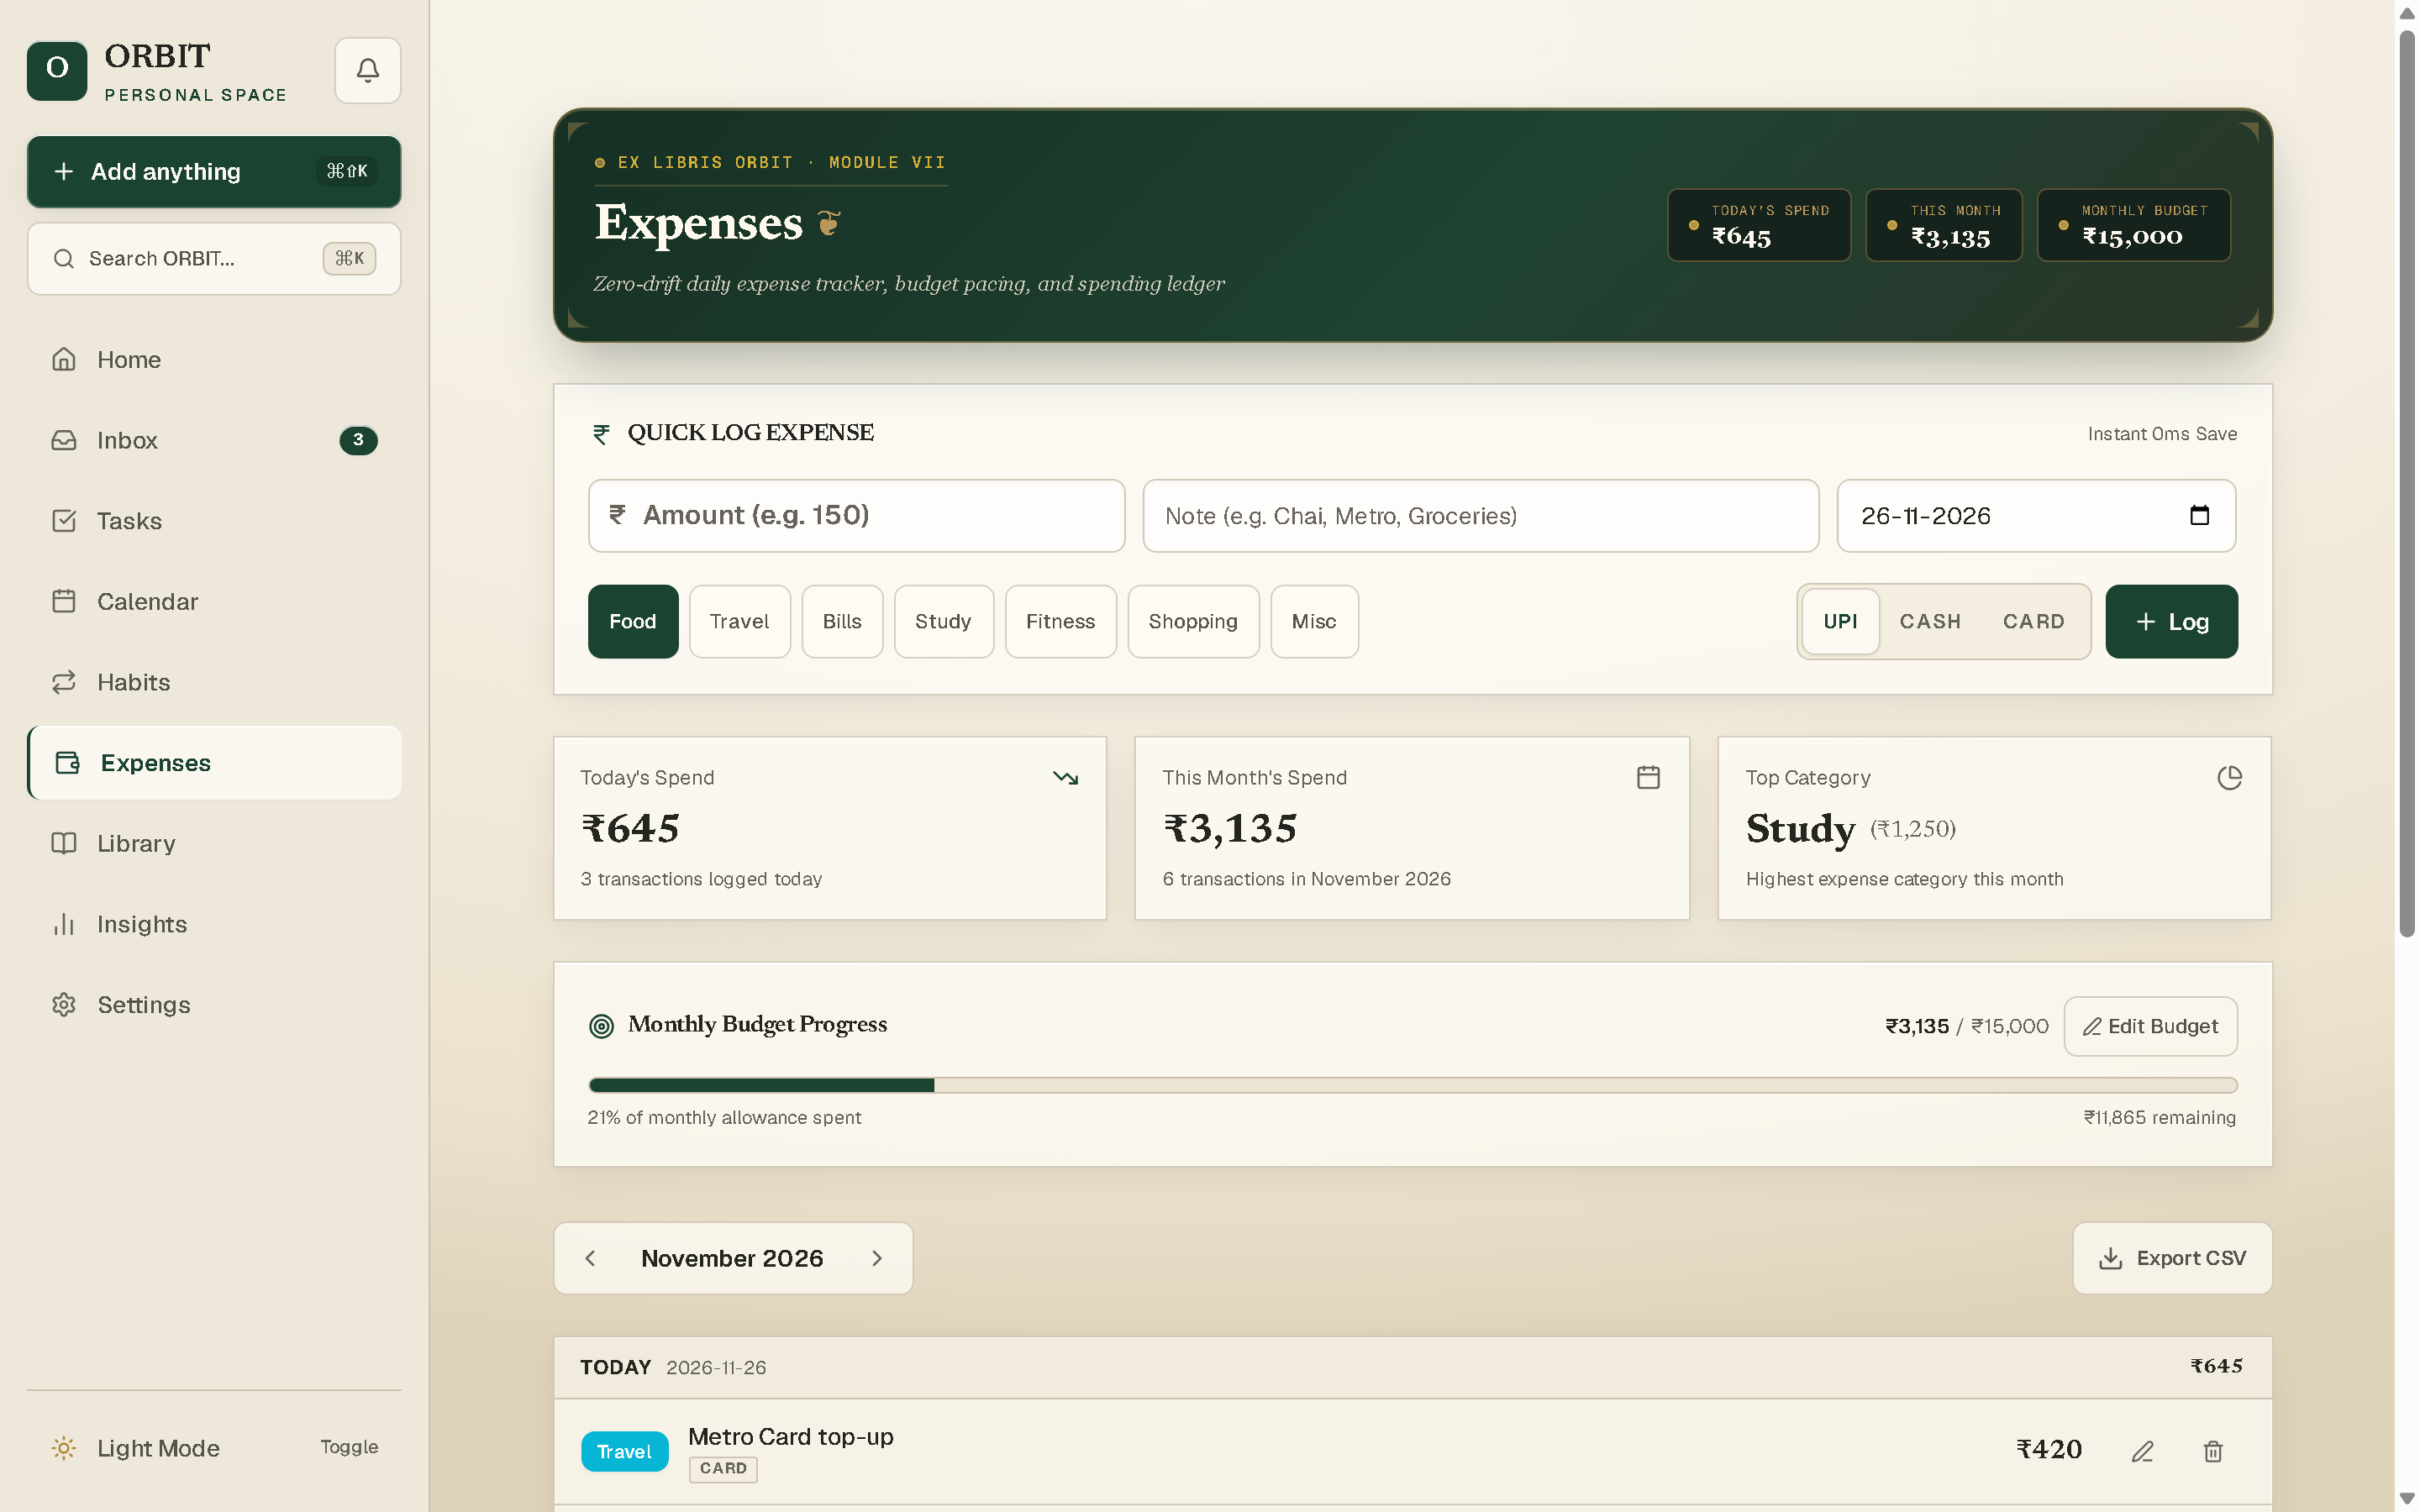 O
ORBIT
PERSONAL SPACE
Add anything ⌘⇧K
Search ORBIT... ⌘K
Home
Inbox 3
Tasks
Calendar
Habits
Expenses
Library
Insights
Settings
Light Mode Toggle
EX LIBRIS ORBIT · MODULE VII
Expenses ❦
Zero-drift daily expense tracker, budget pacing, and spending ledger
TODAY'S SPEND
₹645
THIS MONTH
₹3,135
MONTHLY BUDGET
₹15,000
₹ QUICK LOG EXPENSE
Instant 0ms Save
₹ Amount (e.g. 150)
Note (e.g. Chai, Metro, Groceries)
26-11-2026
Food Travel Bills Study Fitness Shopping Misc
UPI CASH CARD
+ Log
Today's Spend
₹645
3 transactions logged today
This Month's Spend
₹3,135
6 transactions in November 2026
Top Category
Study (₹1,250)
Highest expense category this month
Monthly Budget Progress
₹3,135 / ₹15,000
Edit Budget
21% of monthly allowance spent
₹11,865 remaining
November 2026
Export CSV
TODAY 2026-11-26 ₹645
Travel
Metro Card top-up
CARD
₹420